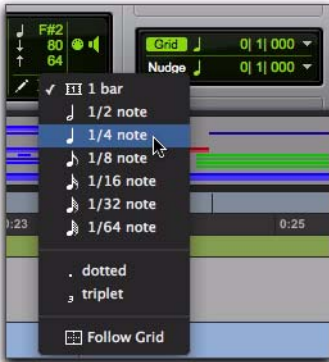 F#2
80
64
Grid 0| 1| 000
Nudge 0| 1| 000
✓ 1 bar
1/2 note
1/4 note
1/8 note
1/16 note
1/32 note
1/64 note
:23
0:25
. dotted
3 triplet
Follow Grid